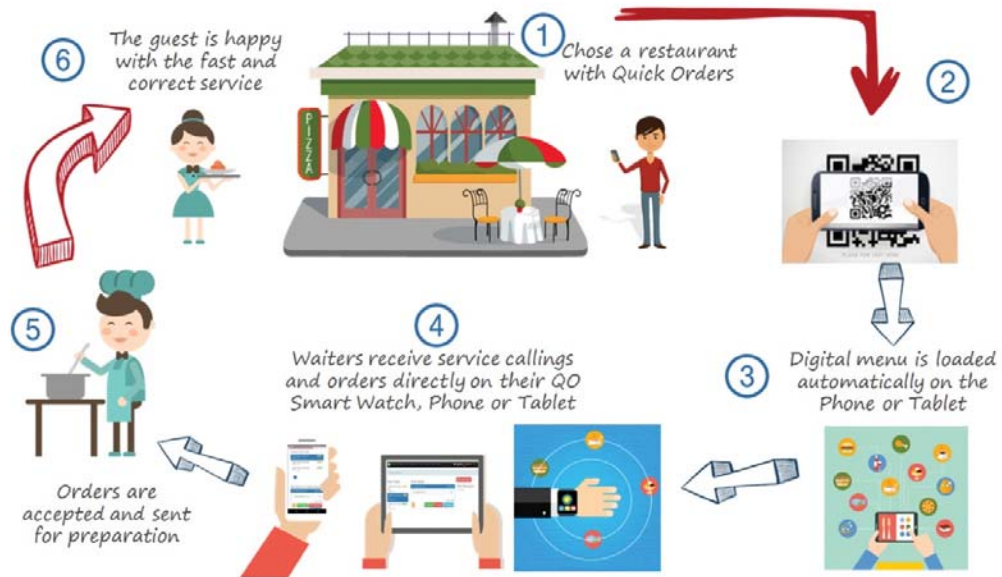 1
Chose a restaurant
with Quick Orders
PIZZA
2
3
Digital menu is loaded
automatically on the
Phone or Tablet
4
Waiters receive service callings
and orders directly on their QO
Smart Watch, Phone or Tablet
5
Orders are
accepted and sent
for preparation
6
The guest is happy
with the fast and
correct service